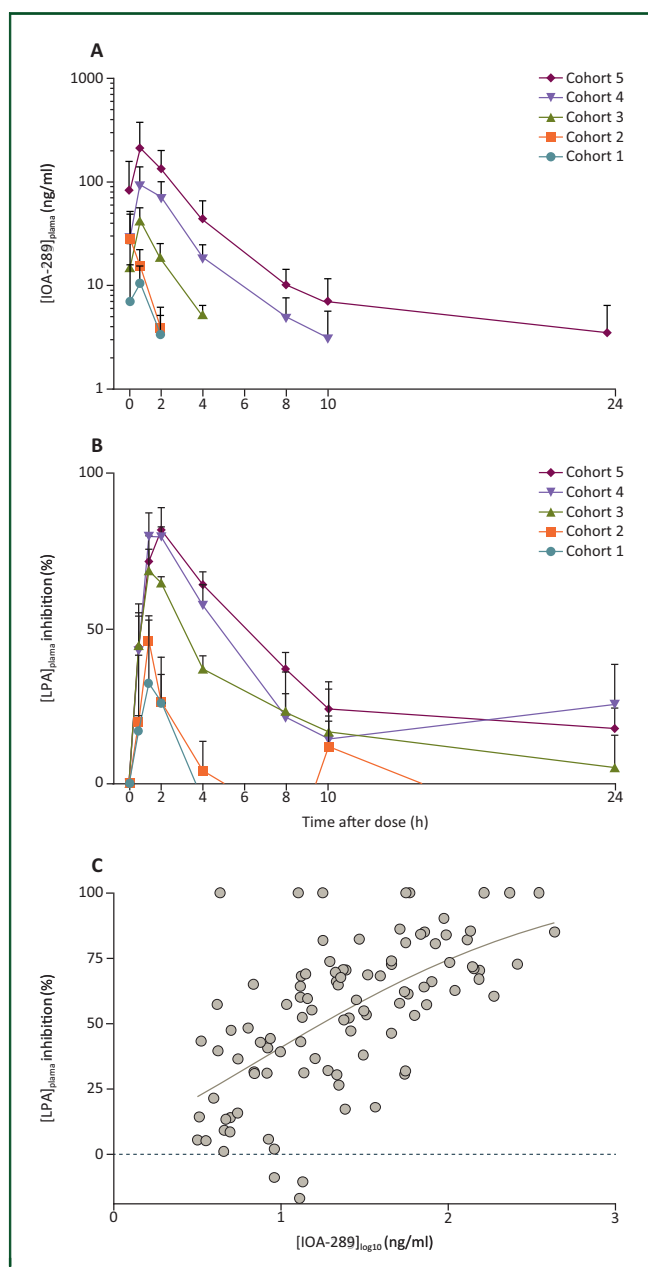 A
[IOA-289]plama (ng/ml)
1000
100
10
1
Cohort 5
Cohort 4
Cohort 3
Cohort 2
Cohort 1
0 2 4 6 8 10 24
B
[LPA]plama inhibition (%)
100
50
0
Cohort 5
Cohort 4
Cohort 3
Cohort 2
Cohort 1
0 2 4 6 8 10 24
Time after dose (h)
C
[LPA]plama inhibition (%)
100
75
50
25
0
0 1 2 3
[IOA-289]log10 (ng/ml)